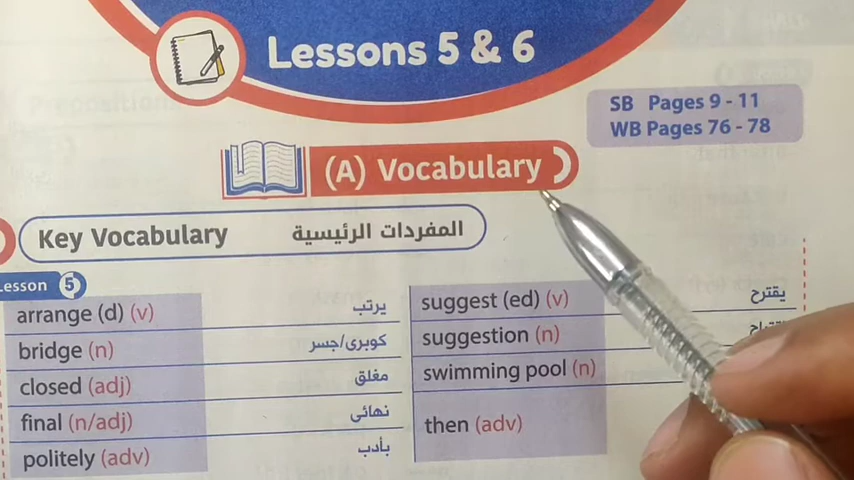 Lessons 5 & 6
SB Pages 9 - 11
WB Pages 76 - 78
(A) Vocabulary
Key Vocabulary المفردات الرئيسية
Lesson 5
arrange (d) (v) يرتب
bridge (n) كوبرى/جسر
closed (adj) مغلق
final (n/adj) نهائى
politely (adv) بأدب
suggest (ed) (v) يقترح
suggestion (n)
swimming pool (n)
then (adv)